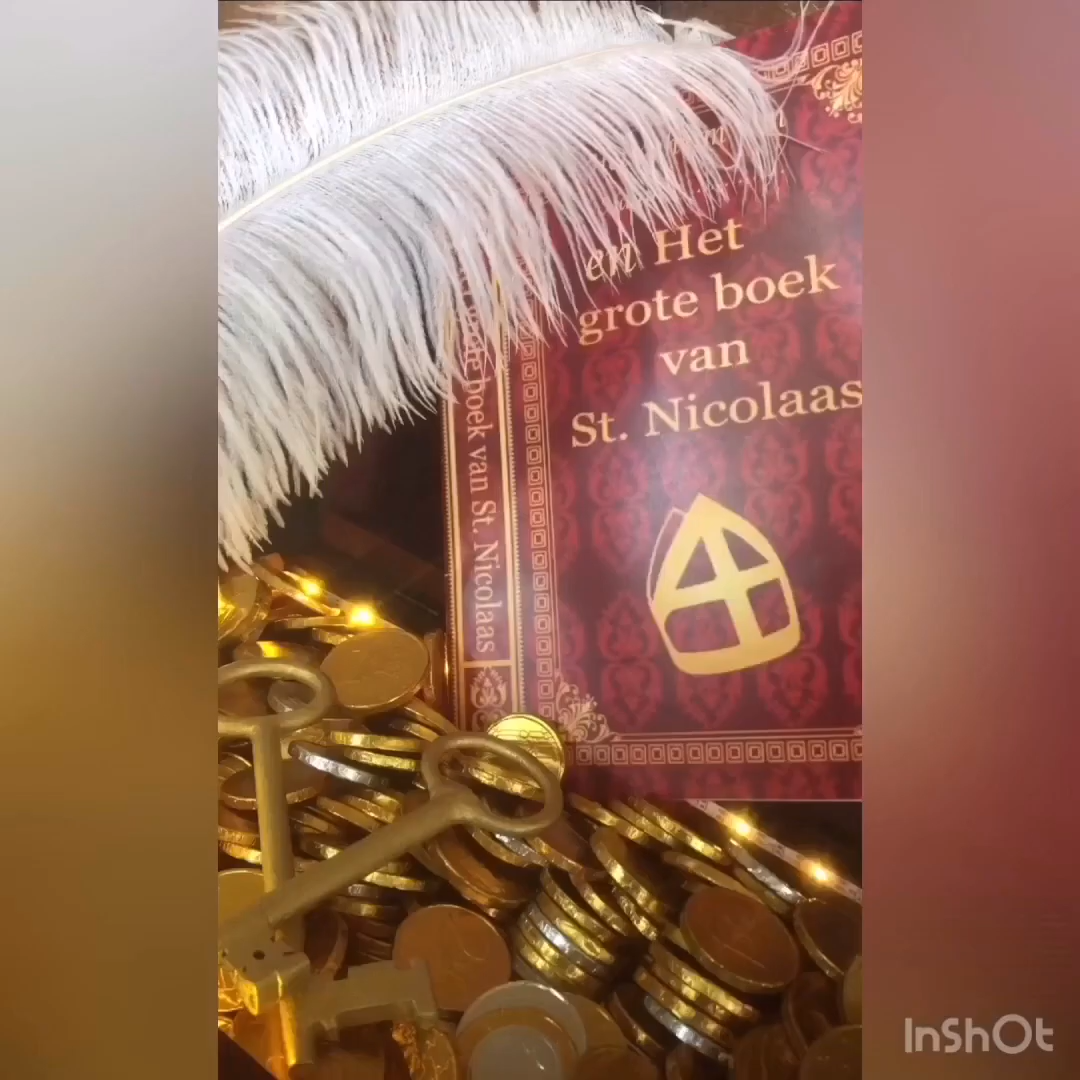 en Het
grote boek
van
St. Nicolaas
boek van St. Nicolaas
InShOt